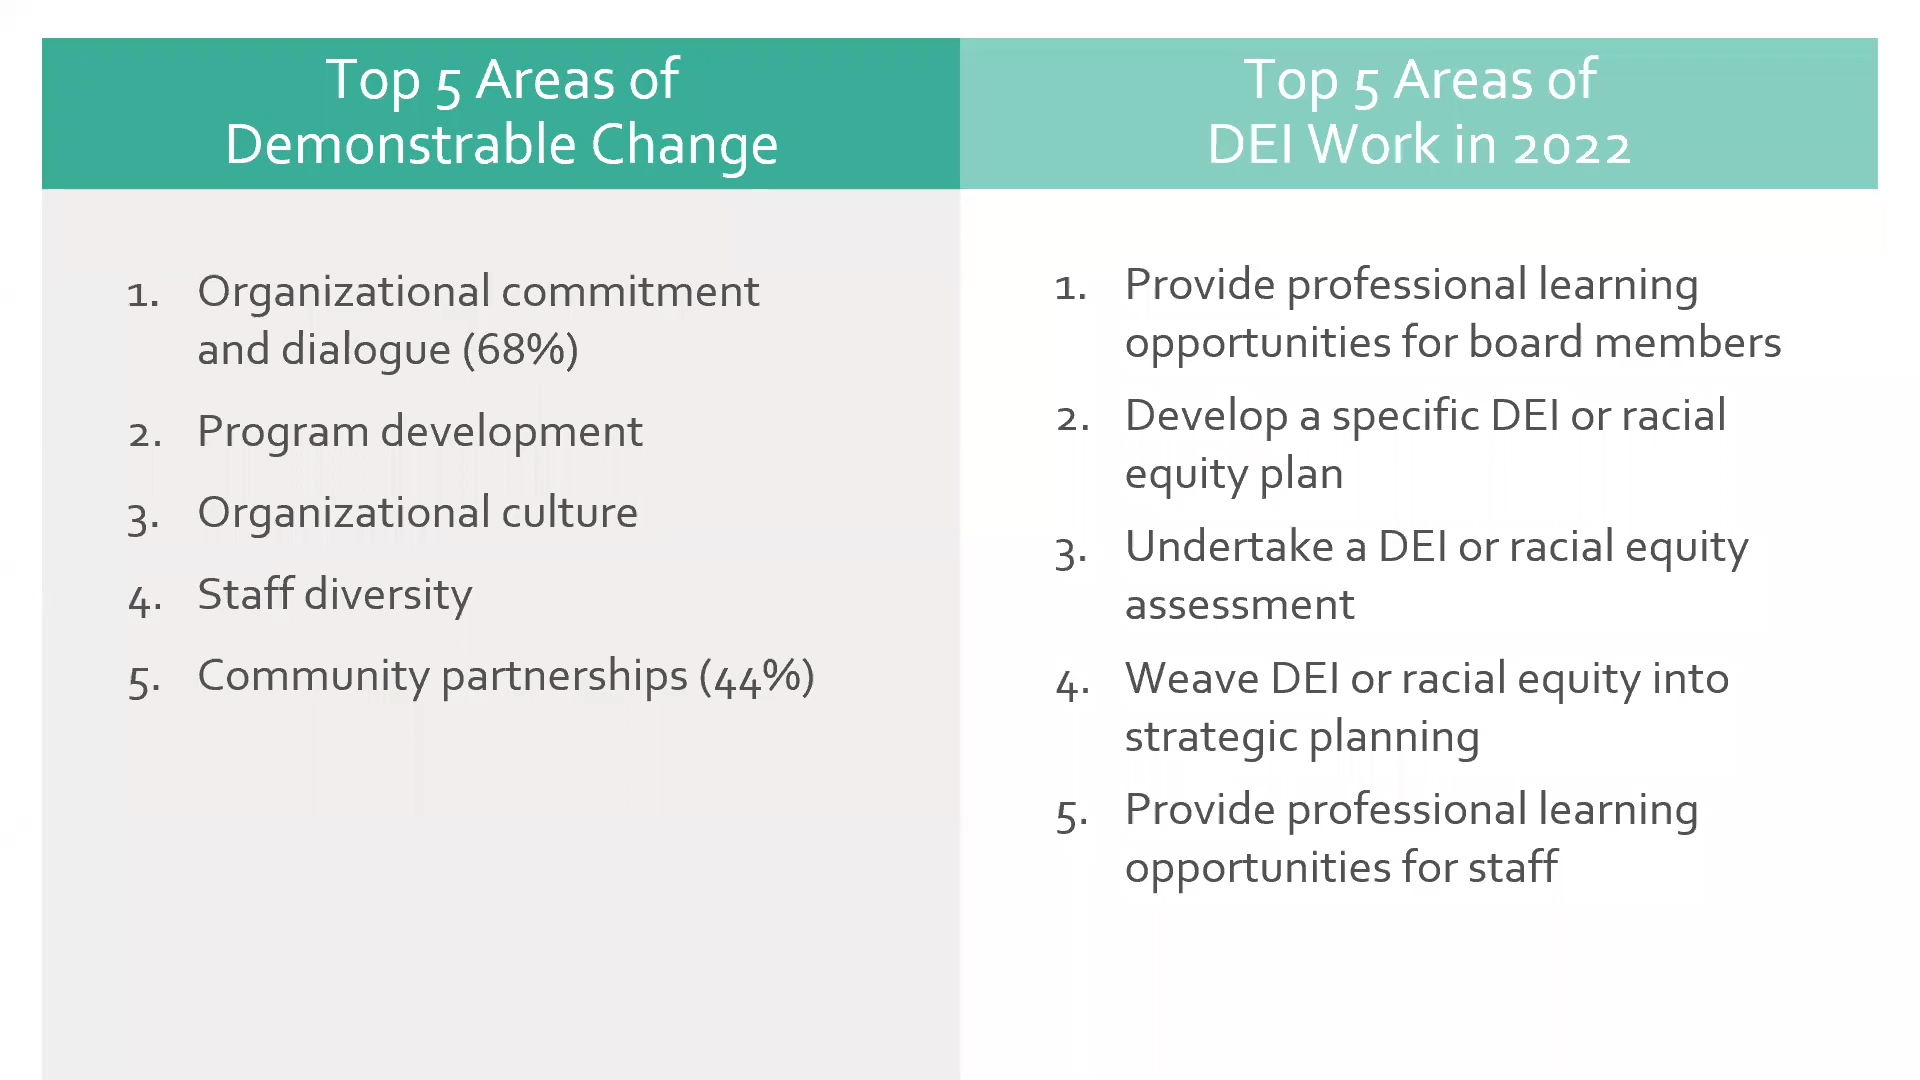 Top 5 Areas of
Demonstrable Change
1. Organizational commitment
and dialogue (68%)
2. Program development
3. Organizational culture
4. Staff diversity
5. Community partnerships (44%)
Top 5 Areas of
DEI Work in 2022
1. Provide professional learning
opportunities for board members
2. Develop a specific DEI or racial
equity plan
3. Undertake a DEI or racial equity
assessment
4. Weave DEI or racial equity into
strategic planning
5. Provide professional learning
opportunities for staff